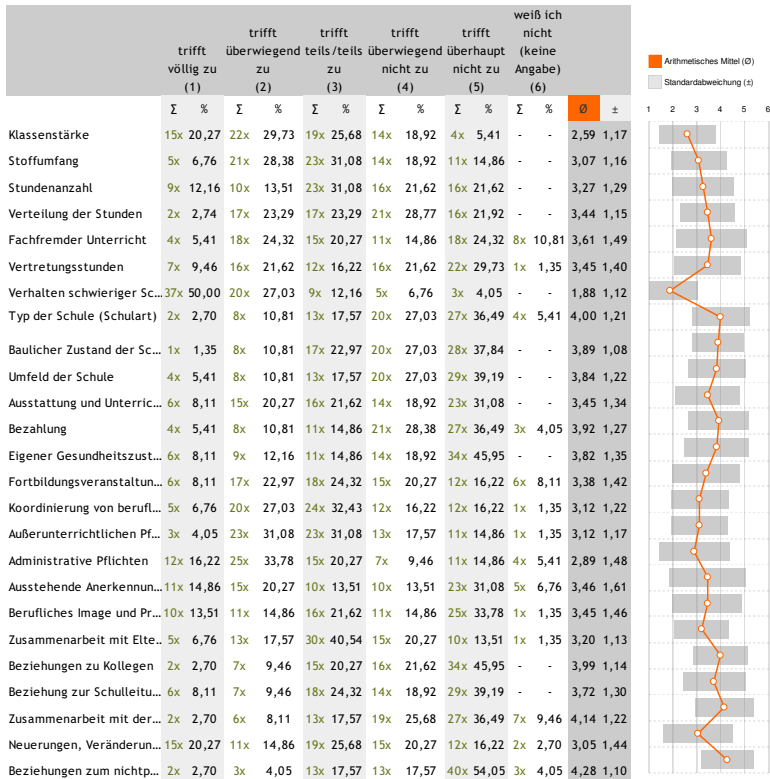 weiß ich
trifft trifft trifft trifft nicht
trifft überwiegend teils/teils überwiegend überhaupt (keine
völlig zu zu zu nicht zu nicht zu Angabe)
(1) (2) (3) (4) (5) (6)
Σ % Σ % Σ % Σ % Σ % Σ % Ø ±
Arithmetisches Mittel (Ø)
Standardabweichung (±)
1 2 3 4 6
Klassenstärke 15x 20,27 22x 29,73 19x 25,68 14x 18,92 4x 5,41 - - 2,59 1,17
Stoffumfang 5x 6,76 21x 28,38 23x 31,08 14x 18,92 11x 14,86 - - 3,07 1,16
Stundenanzahl 9x 12,16 10x 13,51 23x 31,08 16x 21,62 16x 21,62 - - 3,27 1,29
Verteilung der Stunden 2x 2,74 17x 23,29 17x 23,29 21x 28,77 16x 21,92 - - 3,44 1,15
Fachfremder Unterricht 4x 5,41 18x 24,32 15x 20,27 11x 14,86 18x 24,32 8x 10,81 3,61 1,49
Vertretungsstunden 7x 9,46 16x 21,62 12x 16,22 16x 21,62 22x 29,73 1x 1,35 3,45 1,40
Verhalten schwieriger Sc... 37x 50,00 20x 27,03 9x 12,16 5x 6,76 3x 4,05 - - 1,88 1,12
Typ der Schule (Schulart) 2x 2,70 8x 10,81 13x 17,57 20x 27,03 27x 36,49 4x 5,41 4,00 1,21
Baulicher Zustand der Sc... 1x 1,35 8x 10,81 17x 22,97 20x 27,03 28x 37,84 - - 3,89 1,08
Umfeld der Schule 4x 5,41 8x 10,81 13x 17,57 20x 27,03 29x 39,19 - - 3,84 1,22
Ausstattung und Unterric... 6x 8,11 15x 20,27 16x 21,62 14x 18,92 23x 31,08 - - 3,45 1,34
Bezahlung 4x 5,41 8x 10,81 11x 14,86 21x 28,38 27x 36,49 3x 4,05 3,92 1,27
Eigener Gesundheitszust... 6x 8,11 9x 12,16 11x 14,86 14x 18,92 34x 45,95 - - 3,82 1,35
Fortbildungsveranstaltun... 6x 8,11 17x 22,97 18x 24,32 15x 20,27 12x 16,22 6x 8,11 3,38 1,42
Koordinierung von berufl... 5x 6,76 20x 27,03 24x 32,43 12x 16,22 12x 16,22 1x 1,35 3,12 1,22
Außerunterrichtlichen Pf... 3x 4,05 23x 31,08 23x 31,08 13x 17,57 11x 14,86 1x 1,35 3,12 1,17
Administrative Pflichten 12x 16,22 25x 33,78 15x 20,27 7x 9,46 11x 14,86 4x 5,41 2,89 1,48
Ausstehende Anerkennun... 11x 14,86 15x 20,27 10x 13,51 10x 13,51 23x 31,08 5x 6,76 3,46 1,61
Berufliches Image und Pr... 10x 13,51 11x 14,86 16x 21,62 11x 14,86 25x 33,78 1x 1,35 3,45 1,46
Zusammenarbeit mit Elte... 5x 6,76 13x 17,57 30x 40,54 15x 20,27 10x 13,51 1x 1,35 3,20 1,13
Beziehungen zu Kollegen 2x 2,70 7x 9,46 15x 20,27 16x 21,62 34x 45,95 - - 3,99 1,14
Beziehung zur Schulleitu... 6x 8,11 7x 9,46 18x 24,32 14x 18,92 29x 39,19 - - 3,72 1,30
Zusammenarbeit mit der... 2x 2,70 6x 8,11 13x 17,57 19x 25,68 27x 36,49 7x 9,46 4,14 1,22
Neuerungen, Veränderun... 15x 20,27 11x 14,86 19x 25,68 15x 20,27 12x 16,22 2x 2,70 3,05 1,44
Beziehungen zum nichtp... 2x 2,70 3x 4,05 13x 17,57 13x 17,57 40x 54,05 3x 4,05 4,28 1,10